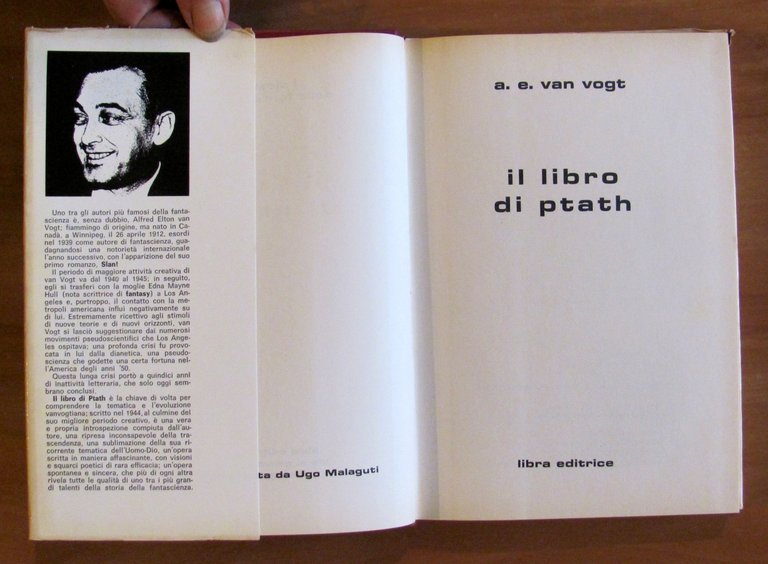 Uno tra gli autori più famosi della fanta-
scienza è, senza dubbio, Alfred Elton van
Vogt: fiammingo di origine, ma nato in Ca-
nadà, a Winnipeg, il 26 aprile 1912, esordì
nel 1939 come autore di fantascienza, gua-
dagnandosi una notorietà internazionale
l'anno successivo, con l'apparizione del suo
primo romanzo, Slan!
Il periodo di maggiore attività creativa di
van Vogt va dal 1940 al 1945; in seguito,
egli si trasferì con la moglie Edna Mayne
Hull (nota scrittrice di fantasy) a Los An-
geles e, purtroppo, il contatto con la me-
tropoli americana influì negativamente su
di lui. Estremamente ricettivo agli stimoli
di nuove teorie e di nuovi orizzonti, van
Vogt si lasciò suggestionare dai numerosi
movimenti pseudoscientifici che Los Ange-
les ospitava; una profonda crisi fu provo-
cata in lui dalla dianetica, una pseudo-
scienza che godette una certa fortuna nel-
l'America degli anni '50.
Questa lunga crisi portò a quindici anni
di inattività letteraria, che solo oggi sem-
brano conclusi.
Il libro di Ptath è la chiave di volta per
comprendere la tematica e l'evoluzione
vanvogtiana; scritto nel 1944, al culmine del
suo migliore periodo creativo, è una vera
e propria introspezione compiuta dall'au-
tore, una ripresa inconsapevole della tra-
scendenza, una sublimazione della sua ri-
corrente tematica dell'Uomo-Dio, un'opera
scritta in maniera affascinante, con visioni
e squarci poetici di rara efficacia; un'opera
spontanea e sincera, che più di ogni altra
rivela tutte le qualità di uno tra i più gran-
di talenti della storia della fantascienza.
ta da Ugo Malaguti
a. e. van vogt
il libro
di ptath
libra editrice